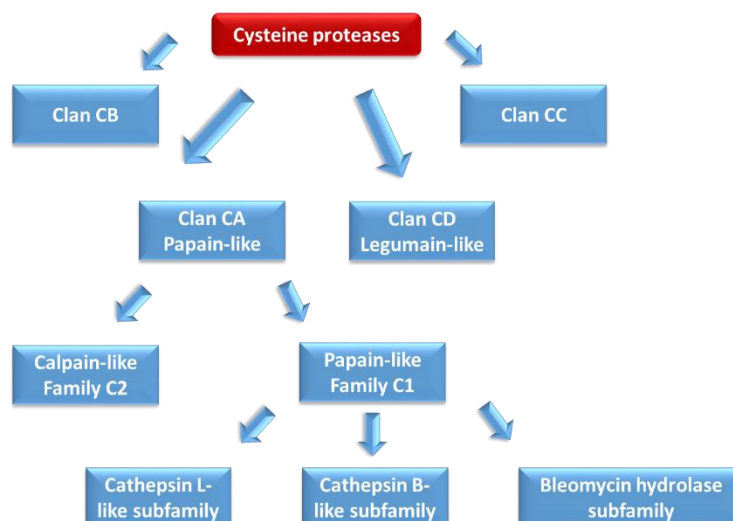 Cysteine proteases
Clan CB
Clan CC
Clan CA
Papain-like
Clan CD
Legumain-like
Calpain-like
Family C2
Papain-like
Family C1
Cathepsin L-
like subfamily
Cathepsin B-
like subfamily
Bleomycin hydrolase
subfamily